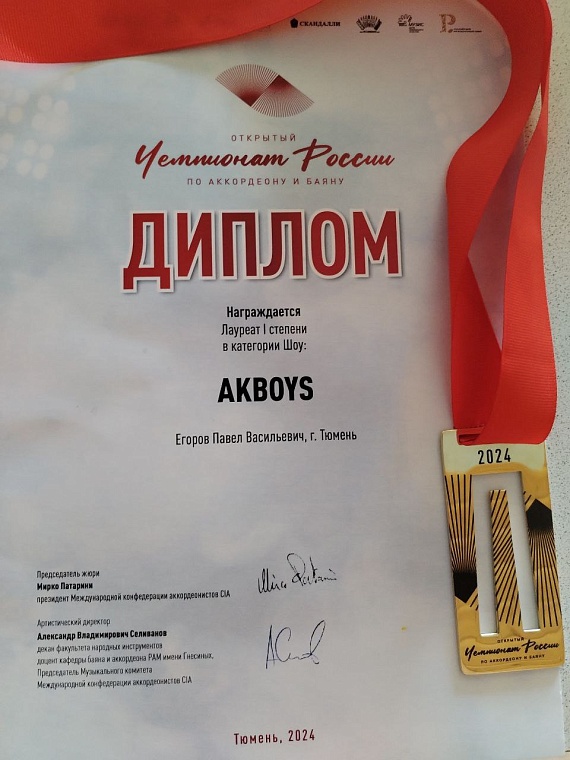 СКАНДАЛЛИ
ОТКРЫТЫЙ
Чемпионат России
ПО АККОРДЕОНУ И БАЯНУ
ДИПЛОМ
Награждается
Лауреат I степени
в категории Шоу:
AKBOYS
Егоров Павел Васильевич, г. Тюмень
Председатель жюри
Мирко Патарини
президент Международной конфедерации аккордеонистов CIA
Артистический директор
Александр Владимирович Селиванов
декан факультета народных инструментов
доцент кафедры баяна и аккордеона РАМ имени Гнесиных,
Председатель Музыкального комитета
Международной конфедерации аккордеонистов CIA
Тюмень, 2024
2024
ОТКРЫТЫЙ
Чемпионат России
ПО АККОРДЕОНУ И БАЯНУ